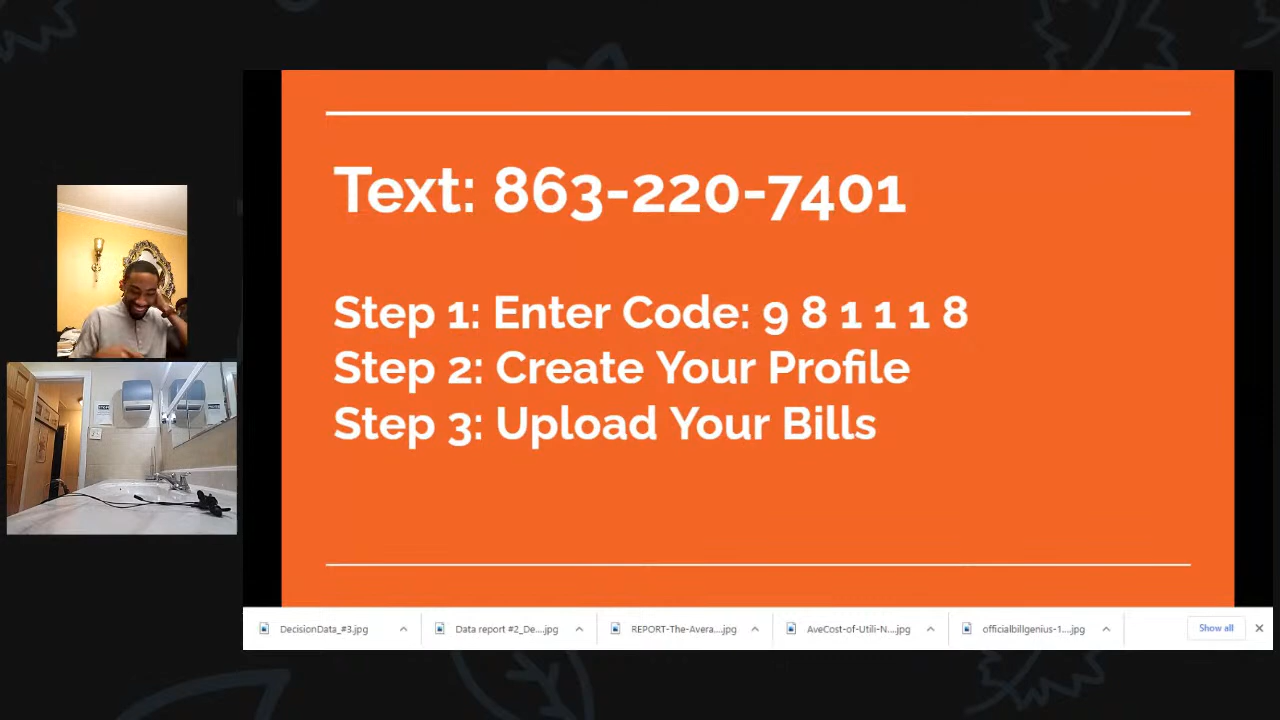 Text: 863-220-7401
Step 1: Enter Code: 9 8 1 1 1 8
Step 2: Create Your Profile
Step 3: Upload Your Bills
DecisionData_#3.jpg
Data report #2_De....jpg
REPORT-The-Avera....jpg
AveCost-of-Utili-N....jpg
officialbillgenius-1....jpg
Show all